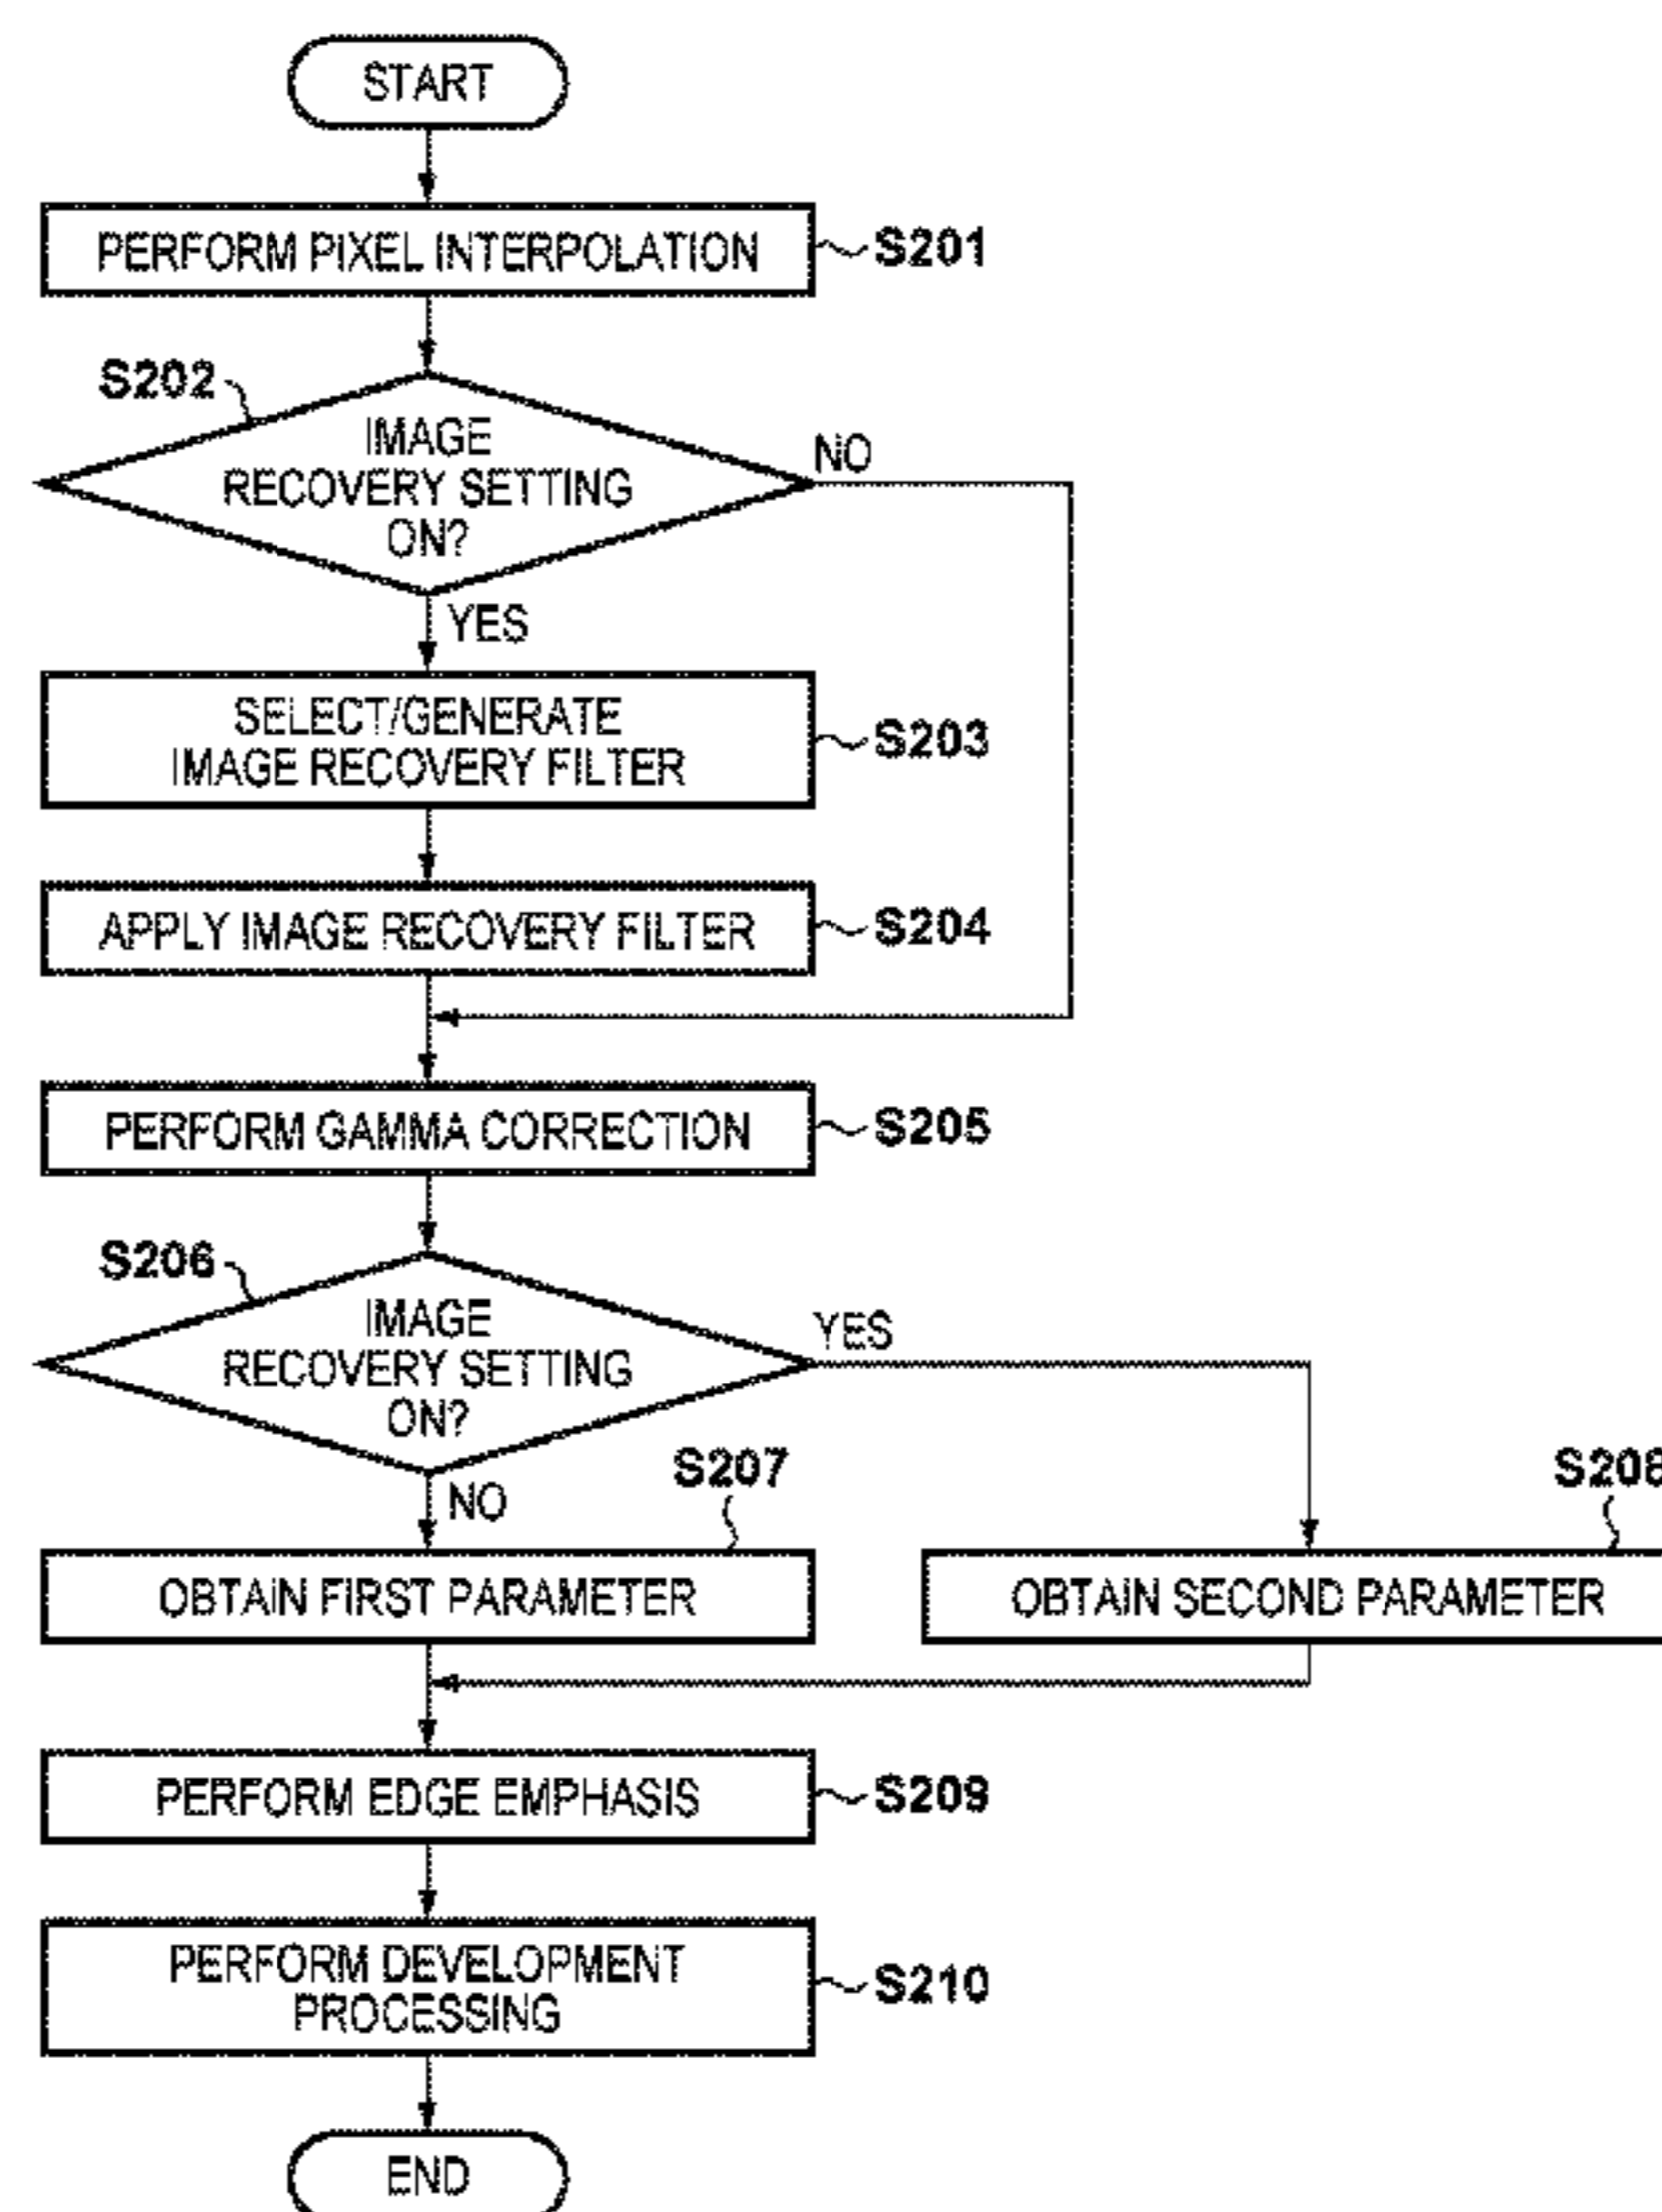 START
PERFORM PIXEL INTERPOLATION
S201
S202
IMAGE
RECOVERY SETTING
ON?
NO
YES
SELECT/GENERATE
IMAGE RECOVERY FILTER
S203
APPLY IMAGE RECOVERY FILTER
S204
PERFORM GAMMA CORRECTION
S205
S206
IMAGE
RECOVERY SETTING
ON?
YES
NO
S207
S208
OBTAIN FIRST PARAMETER
OBTAIN SECOND PARAMETER
PERFORM EDGE EMPHASIS
S209
PERFORM DEVELOPMENT
PROCESSING
S210
END